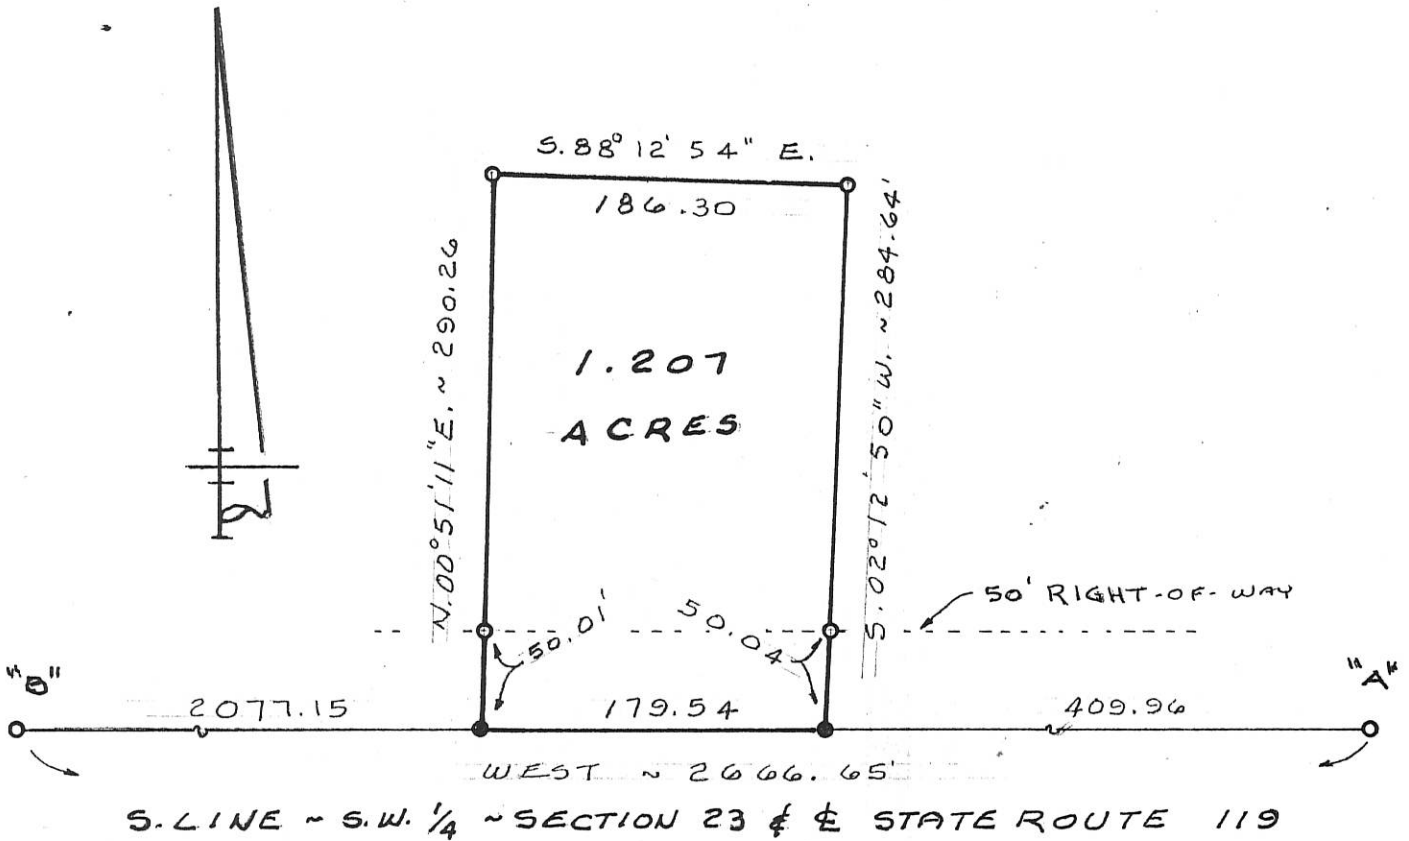 S. 88° 12' 54" E.
186.30
N. 00° 51' 11" E. ~ 290.26
S. 02° 12' 50" W. ~ 284.64'
1.207
ACRES
50' RIGHT-OF-WAY
50.01'
50.04
"B"
"A"
2077.15
179.54
409.96
WEST ~ 2666.65'
S. LINE ~ S.W. 1/4 ~ SECTION 23 & ℄ STATE ROUTE 119